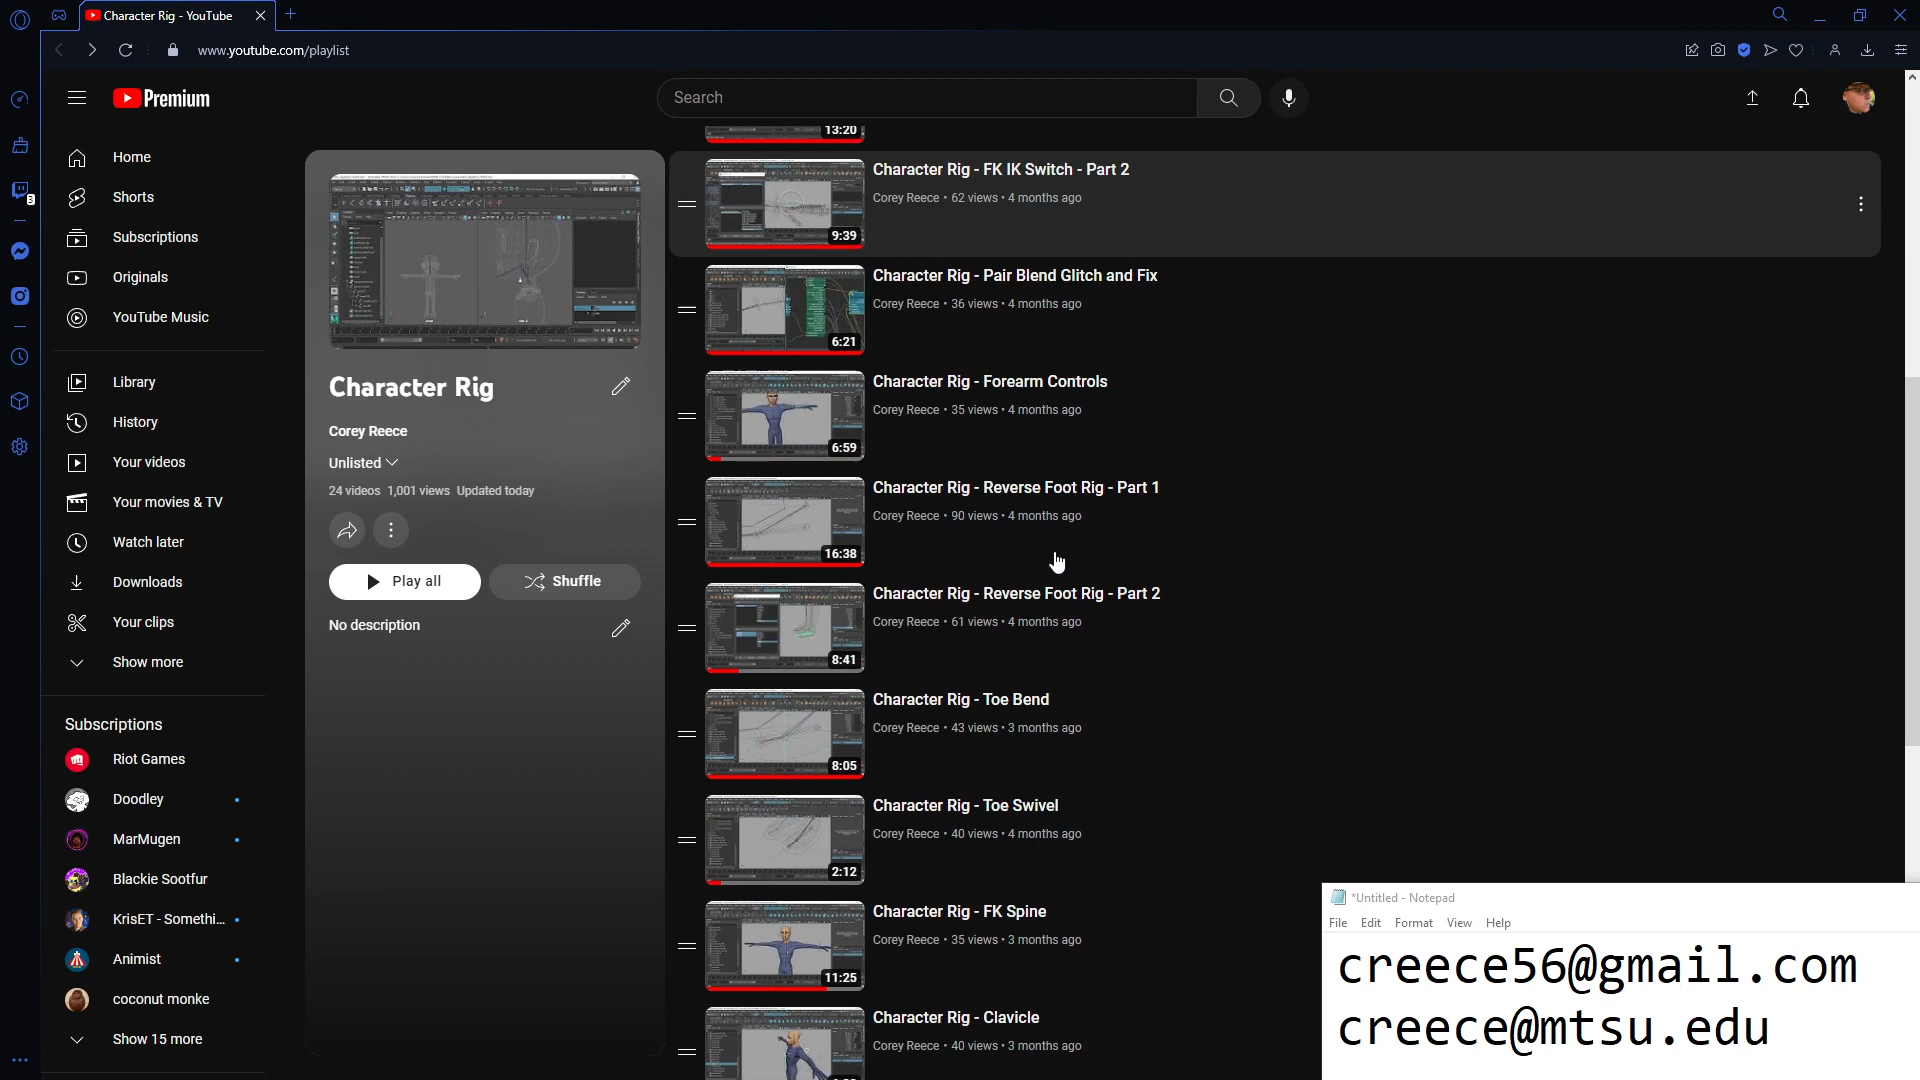 Character Rig - YouTube
www.youtube.com/playlist
Premium
Search
Home
Shorts
Subscriptions
Originals
YouTube Music
Library
History
Your videos
Your movies & TV
Watch later
Downloads
Your clips
Show more
Subscriptions
Riot Games
Doodley
MarMugen
Blackie Sootfur
KrisET - Somethi...
Animist
coconut monke
Show 15 more
3
Character Rig
Corey Reece
Unlisted
24 videos 1,001 views Updated today
Play all
Shuffle
No description
13:20
9:39
Character Rig - FK IK Switch - Part 2
Corey Reece • 62 views • 4 months ago
6:21
Character Rig - Pair Blend Glitch and Fix
Corey Reece • 36 views • 4 months ago
6:59
Character Rig - Forearm Controls
Corey Reece • 35 views • 4 months ago
16:38
Character Rig - Reverse Foot Rig - Part 1
Corey Reece • 90 views • 4 months ago
8:41
Character Rig - Reverse Foot Rig - Part 2
Corey Reece • 61 views • 4 months ago
8:05
Character Rig - Toe Bend
Corey Reece • 43 views • 3 months ago
2:12
Character Rig - Toe Swivel
Corey Reece • 40 views • 4 months ago
11:25
Character Rig - FK Spine
Corey Reece • 35 views • 3 months ago
Character Rig - Clavicle
Corey Reece • 40 views • 3 months ago
*Untitled - Notepad
File Edit Format View Help
creece56@gmail.com
creece@mtsu.edu